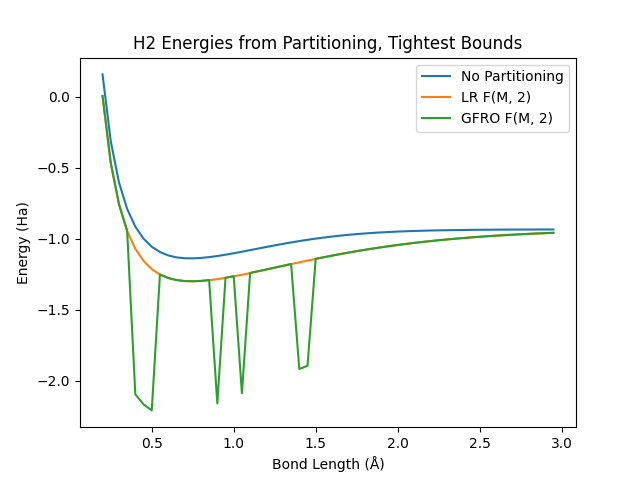 H2 Energies from Partitioning, Tightest Bounds
No Partitioning
LR F(M, 2)
GFRO F(M, 2)
Energy (Ha)
0.0
−0.5
−1.0
−1.5
−2.0
0.5 1.0 1.5 2.0 2.5 3.0
Bond Length (Å)